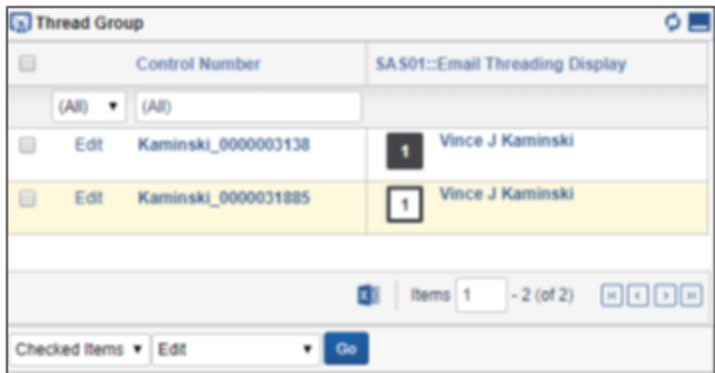 Thread Group
Control Number SAS01::Email Threading Display
(All) (All)
Edit Kaminski_0000003138 1 Vince J Kaminski
Edit Kaminski_0000031885 1 Vince J Kaminski
Items 1 - 2 (of 2)
Checked Items Edit Go